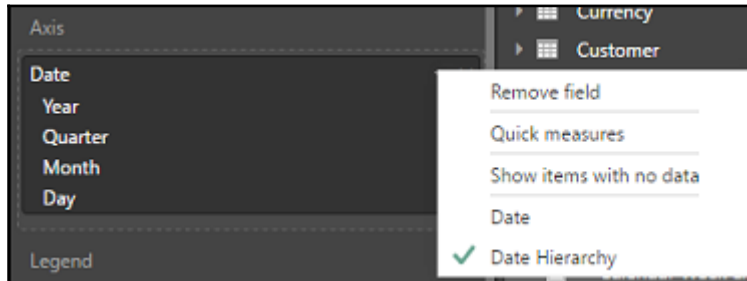 Axis
Date
Year
Quarter
Month
Day
Legend
Currency
Customer
Remove field
Quick measures
Show items with no data
Date
Date Hierarchy